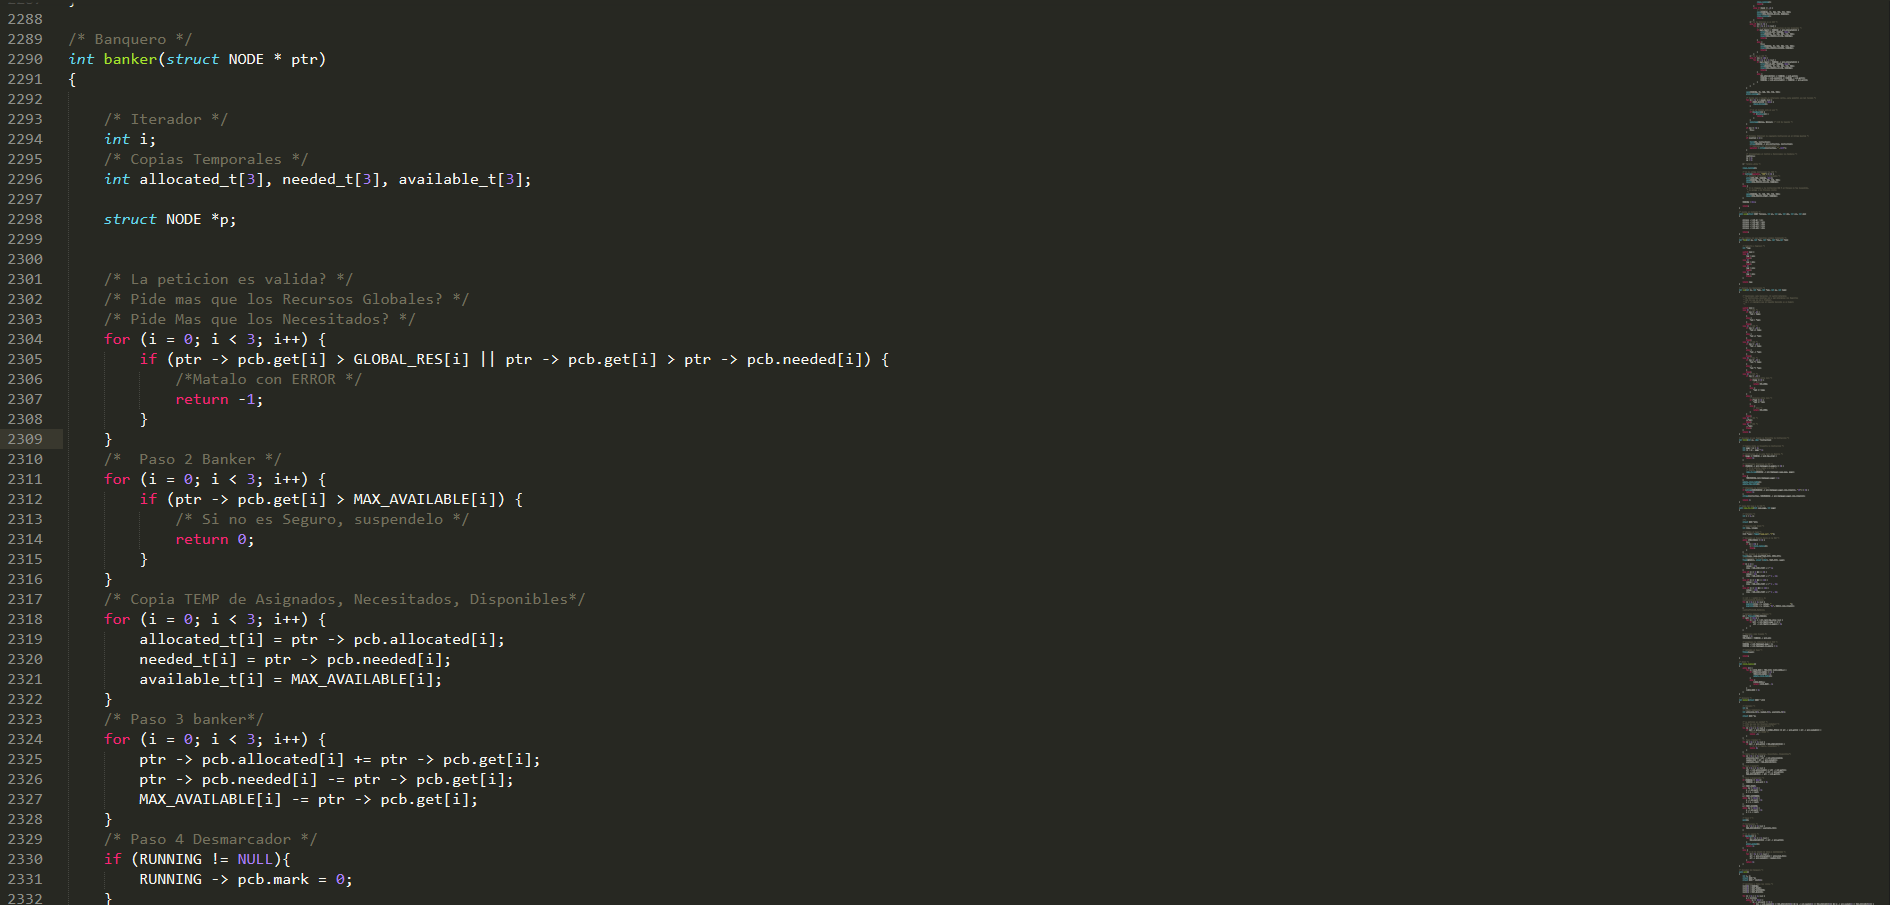 2288
2289 /* Banquero */
2290 int banker(struct NODE * ptr)
2291 {
2292
2293     /* Iterador */
2294     int i;
2295     /* Copias Temporales */
2296     int allocated_t[3], needed_t[3], available_t[3];
2297
2298     struct NODE *p;
2299
2300
2301     /* La peticion es valida? */
2302     /* Pide mas que los Recursos Globales? */
2303     /* Pide Mas que los Necesitados? */
2304     for (i = 0; i < 3; i++) {
2305         if (ptr -> pcb.get[i] > GLOBAL_RES[i] || ptr -> pcb.get[i] > ptr -> pcb.needed[i]) {
2306             /*Matalo con ERROR */
2307             return -1;
2308         }
2309     }
2310     /*  Paso 2 Banker */
2311     for (i = 0; i < 3; i++) {
2312         if (ptr -> pcb.get[i] > MAX_AVAILABLE[i]) {
2313             /* Si no es Seguro, suspendelo */
2314             return 0;
2315         }
2316     }
2317     /* Copia TEMP de Asignados, Necesitados, Disponibles*/
2318     for (i = 0; i < 3; i++) {
2319         allocated_t[i] = ptr -> pcb.allocated[i];
2320         needed_t[i] = ptr -> pcb.needed[i];
2321         available_t[i] = MAX_AVAILABLE[i];
2322     }
2323     /* Paso 3 banker*/
2324     for (i = 0; i < 3; i++) {
2325         ptr -> pcb.allocated[i] += ptr -> pcb.get[i];
2326         ptr -> pcb.needed[i] -= ptr -> pcb.get[i];
2327         MAX_AVAILABLE[i] -= ptr -> pcb.get[i];
2328     }
2329     /* Paso 4 Desmarcador */
2330     if (RUNNING != NULL){
2331         RUNNING -> pcb.mark = 0;
2332     }